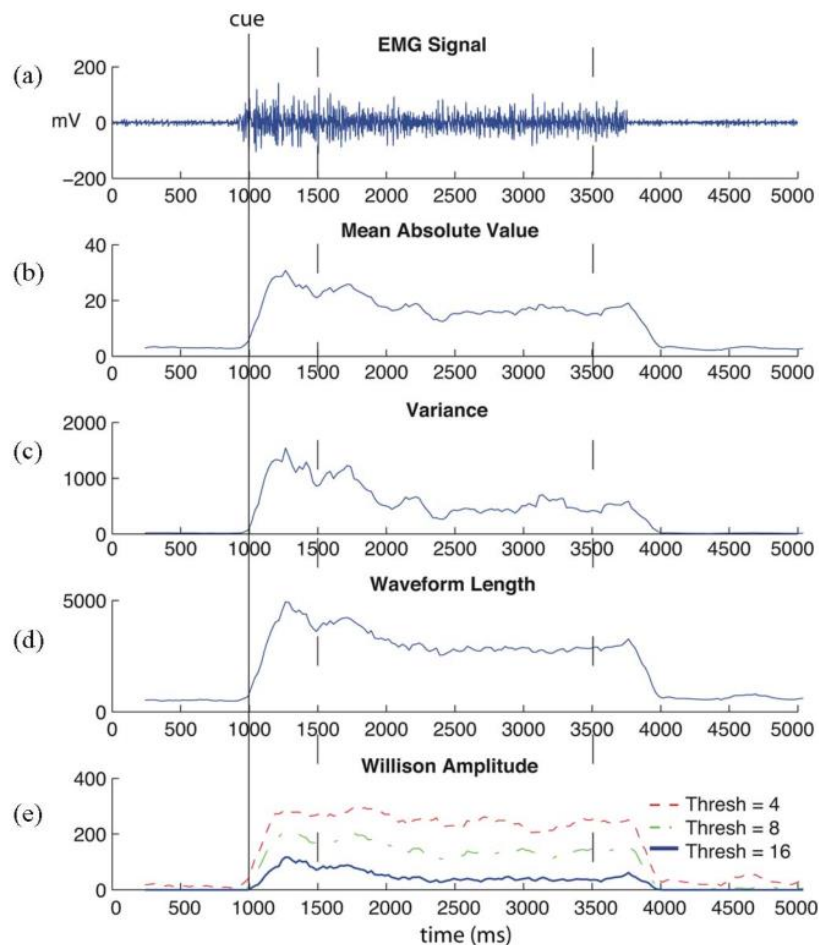 cue
EMG Signal
(a)
200
mV 0
−200
0 500 1000 1500 2000 2500 3000 3500 4000 4500 5000
Mean Absolute Value
(b)
40
20
0
0 500 1000 1500 2000 2500 3000 3500 4000 4500 5000
Variance
(c)
2000
1000
0
0 500 1000 1500 2000 2500 3000 3500 4000 4500 5000
Waveform Length
(d)
5000
0
0 500 1000 1500 2000 2500 3000 3500 4000 4500 5000
Willison Amplitude
(e)
400
200
0
Thresh = 4
Thresh = 8
Thresh = 16
0 500 1000 1500 2000 2500 3000 3500 4000 4500 5000
time (ms)